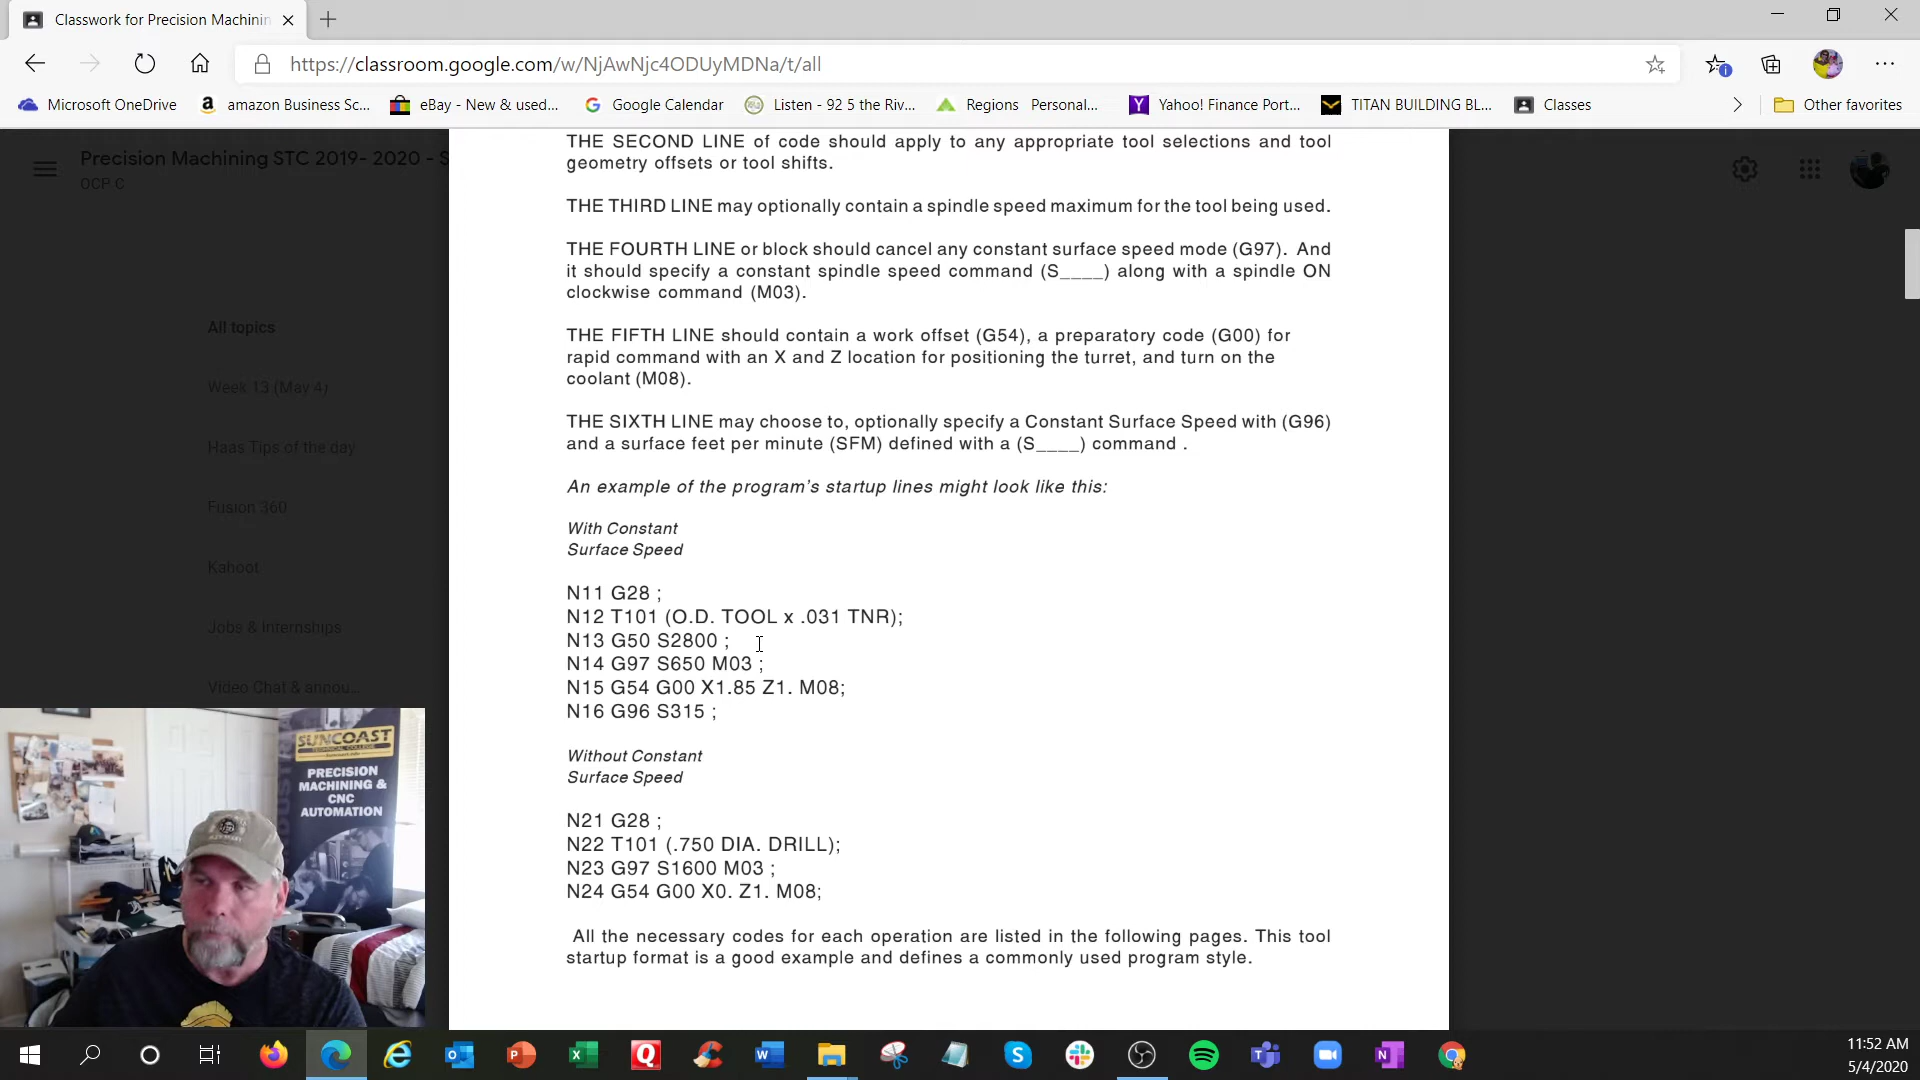 Classwork for Precision Machinin
https://classroom.google.com/w/NjAwNjc4ODUyMDNa/t/all
Microsoft OneDrive
amazon Business Sc...
eBay - New & used...
Google Calendar
Listen - 92 5 the Riv...
Regions Personal...
Yahoo! Finance Port...
TITAN BUILDING BL...
Classes
Other favorites
Precision Machining STC 2019- 2020 - S
OCP C
All topics
Week 13 (May 4)
Haas Tips of the day
Fusion 360
Kahoot
Jobs & Internships
Video Chat & annou...
THE SECOND LINE of code should apply to any appropriate tool selections and tool
geometry offsets or tool shifts.
THE THIRD LINE may optionally contain a spindle speed maximum for the tool being used.
THE FOURTH LINE or block should cancel any constant surface speed mode (G97). And
it should specify a constant spindle speed command (S____) along with a spindle ON
clockwise command (M03).
THE FIFTH LINE should contain a work offset (G54), a preparatory code (G00) for
rapid command with an X and Z location for positioning the turret, and turn on the
coolant (M08).
THE SIXTH LINE may choose to, optionally specify a Constant Surface Speed with (G96)
and a surface feet per minute (SFM) defined with a (S____) command .
An example of the program's startup lines might look like this:
With Constant
Surface Speed
N11 G28 ;
N12 T101 (O.D. TOOL x .031 TNR);
N13 G50 S2800 ;
N14 G97 S650 M03 ;
N15 G54 G00 X1.85 Z1. M08;
N16 G96 S315 ;
Without Constant
Surface Speed
N21 G28 ;
N22 T101 (.750 DIA. DRILL);
N23 G97 S1600 M03 ;
N24 G54 G00 X0. Z1. M08;
All the necessary codes for each operation are listed in the following pages. This tool
startup format is a good example and defines a commonly used program style.
SUNCOAST
TECHNICAL COLLEGE
PRECISION
MACHINING &
CNC
AUTOMATION
11:52 AM
5/4/2020